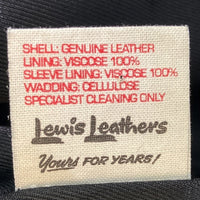 SHELL: GENUINE LEATHER
LINING: VISCOSE 100%
SLEEVE LINING: VISCOSE 100%
WADDING: CELLULOSE
SPECIALIST CLEANING ONLY
Lewis Leathers
Yours FOR YEARS!